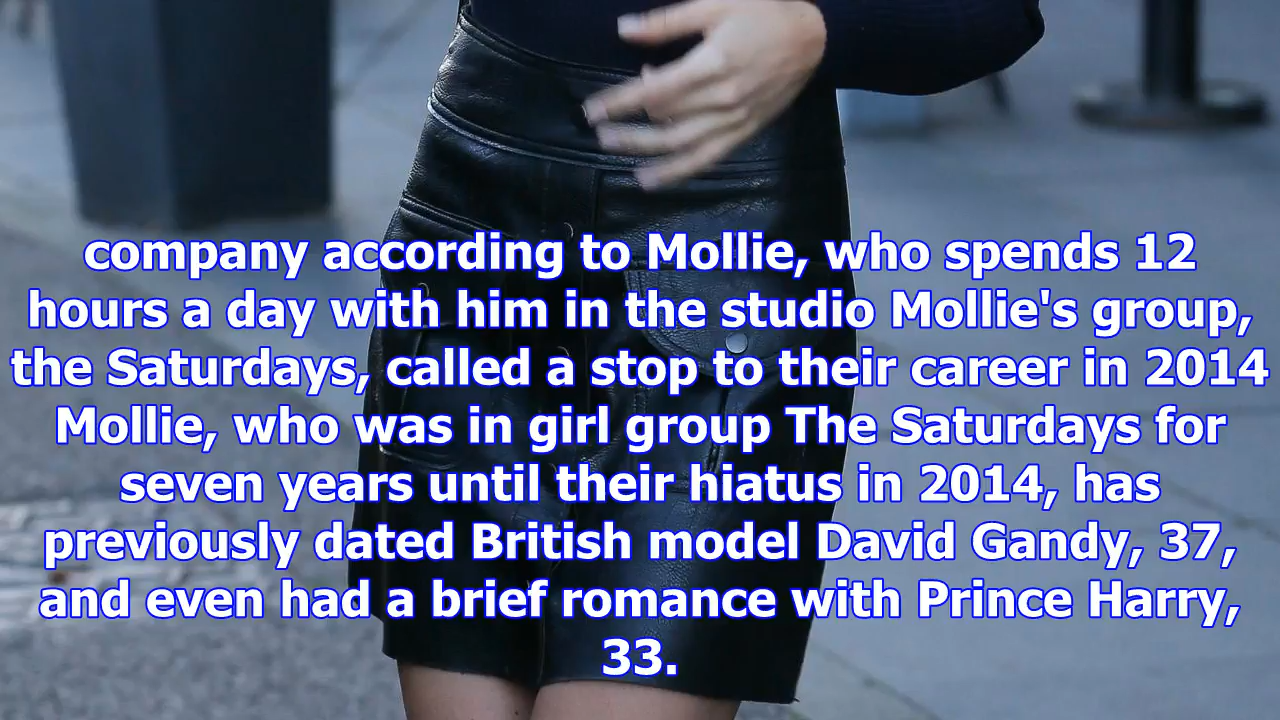 company according to Mollie, who spends 12
hours a day with him in the studio Mollie's group,
the Saturdays, called a stop to their career in 2014
Mollie, who was in girl group The Saturdays for
seven years until their hiatus in 2014, has
previously dated British model David Gandy, 37,
and even had a brief romance with Prince Harry,
33.